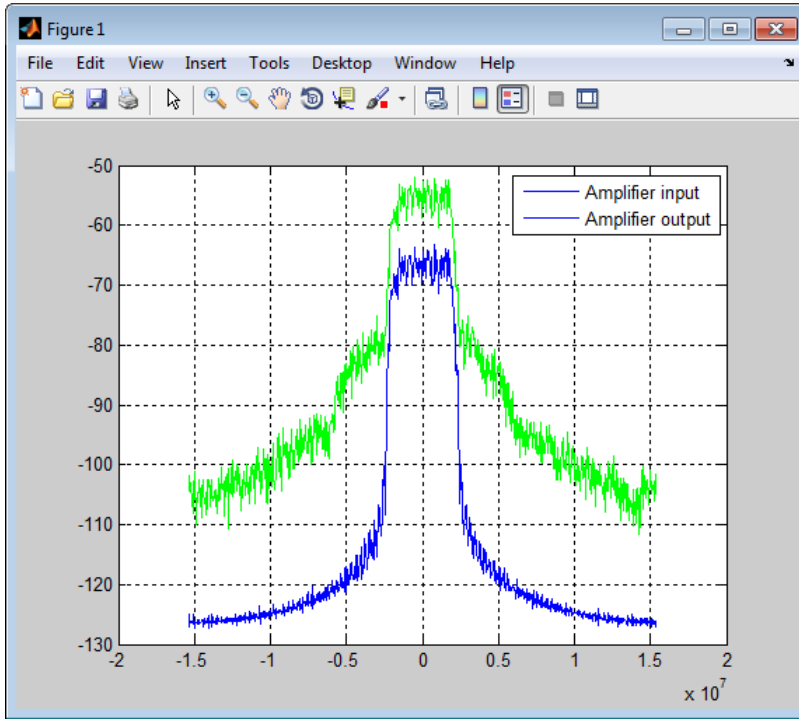 Figure 1
File Edit View Insert Tools Desktop Window Help
-50
-60
-70
-80
-90
-100
-110
-120
-130
Amplifier input
Amplifier output
-2 -1.5 -1 -0.5 0 0.5 1 1.5 2
x 10^7